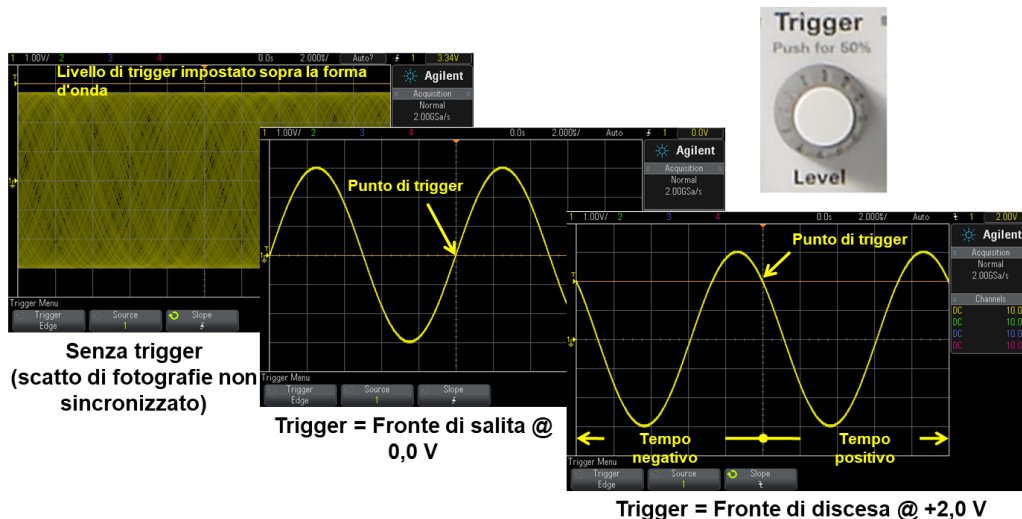 Trigger
Push for 50%
Level
1 1.00V/ 2 3 4 0.0s 2.000°/ Auto? 1 3.34V
Livello di trigger impostato sopra la forma
d'onda
Agilent
Acquisition
Normal
2.00GSa/s
Trigger Menu
Trigger
Edge
Source
1
Slope
Senza trigger
(scatto di fotografie non
sincronizzato)
1 1.00V/ 2 3 4 0.0s 2.000°/ Auto 1 0.0V
Punto di trigger
Agilent
Acquisition
Normal
2.00GSa/s
Trigger Menu
Trigger
Edge
Source
1
Slope
Trigger = Fronte di salita @
0,0 V
1 1.00V/ 2 3 4 0.0s 2.000°/ Auto 1 2.00V
Punto di trigger
Agilent
Acquisition
Normal
2.00GSa/s
Channels
DC 10.0
DC 10.0
DC 10.0
DC 10.0
Tempo
negativo
Tempo
positivo
Trigger Menu
Trigger
Edge
Source
1
Slope
Trigger = Fronte di discesa @ +2,0 V